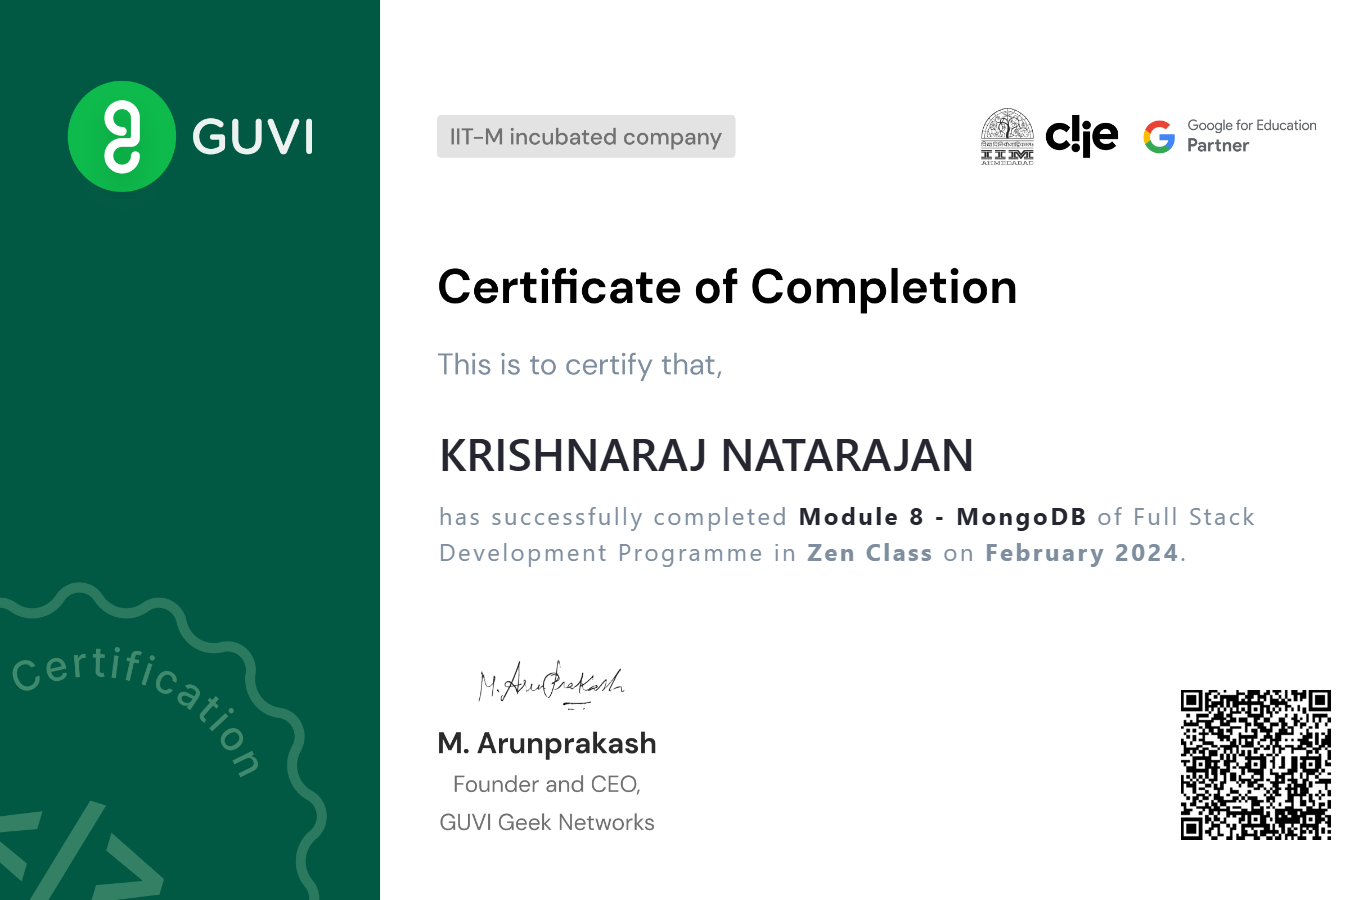 GUVI
IIT-M incubated company
IIM
AHMEDABAD
c!ie
Google for Education
Partner
Certificate of Completion
This is to certify that,
KRISHNARAJ NATARAJAN
has successfully completed Module 8 - MongoDB of Full Stack
Development Programme in Zen Class on February 2024.
Certification
</>
M. ArunPrakash
M. Arunprakash
Founder and CEO,
GUVI Geek Networks